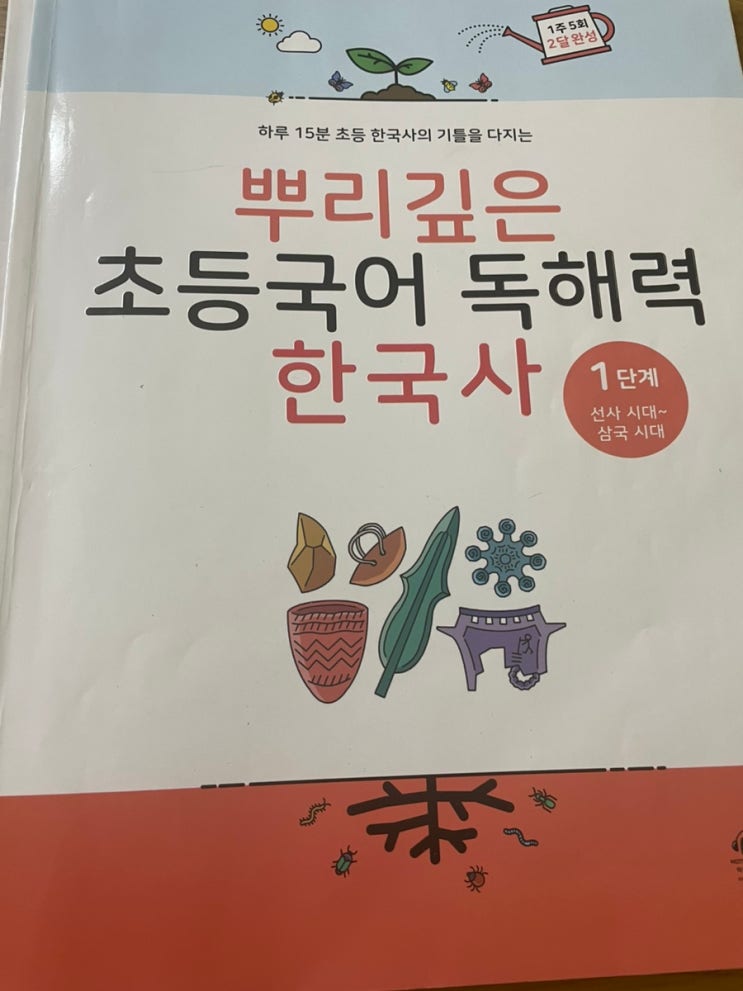 1주 5회
2달 완성
하루 15분 초등 한국사의 기틀을 다지는
뿌리깊은
초등국어 독해력
한국사
1단계
선사 시대~
삼국 시대